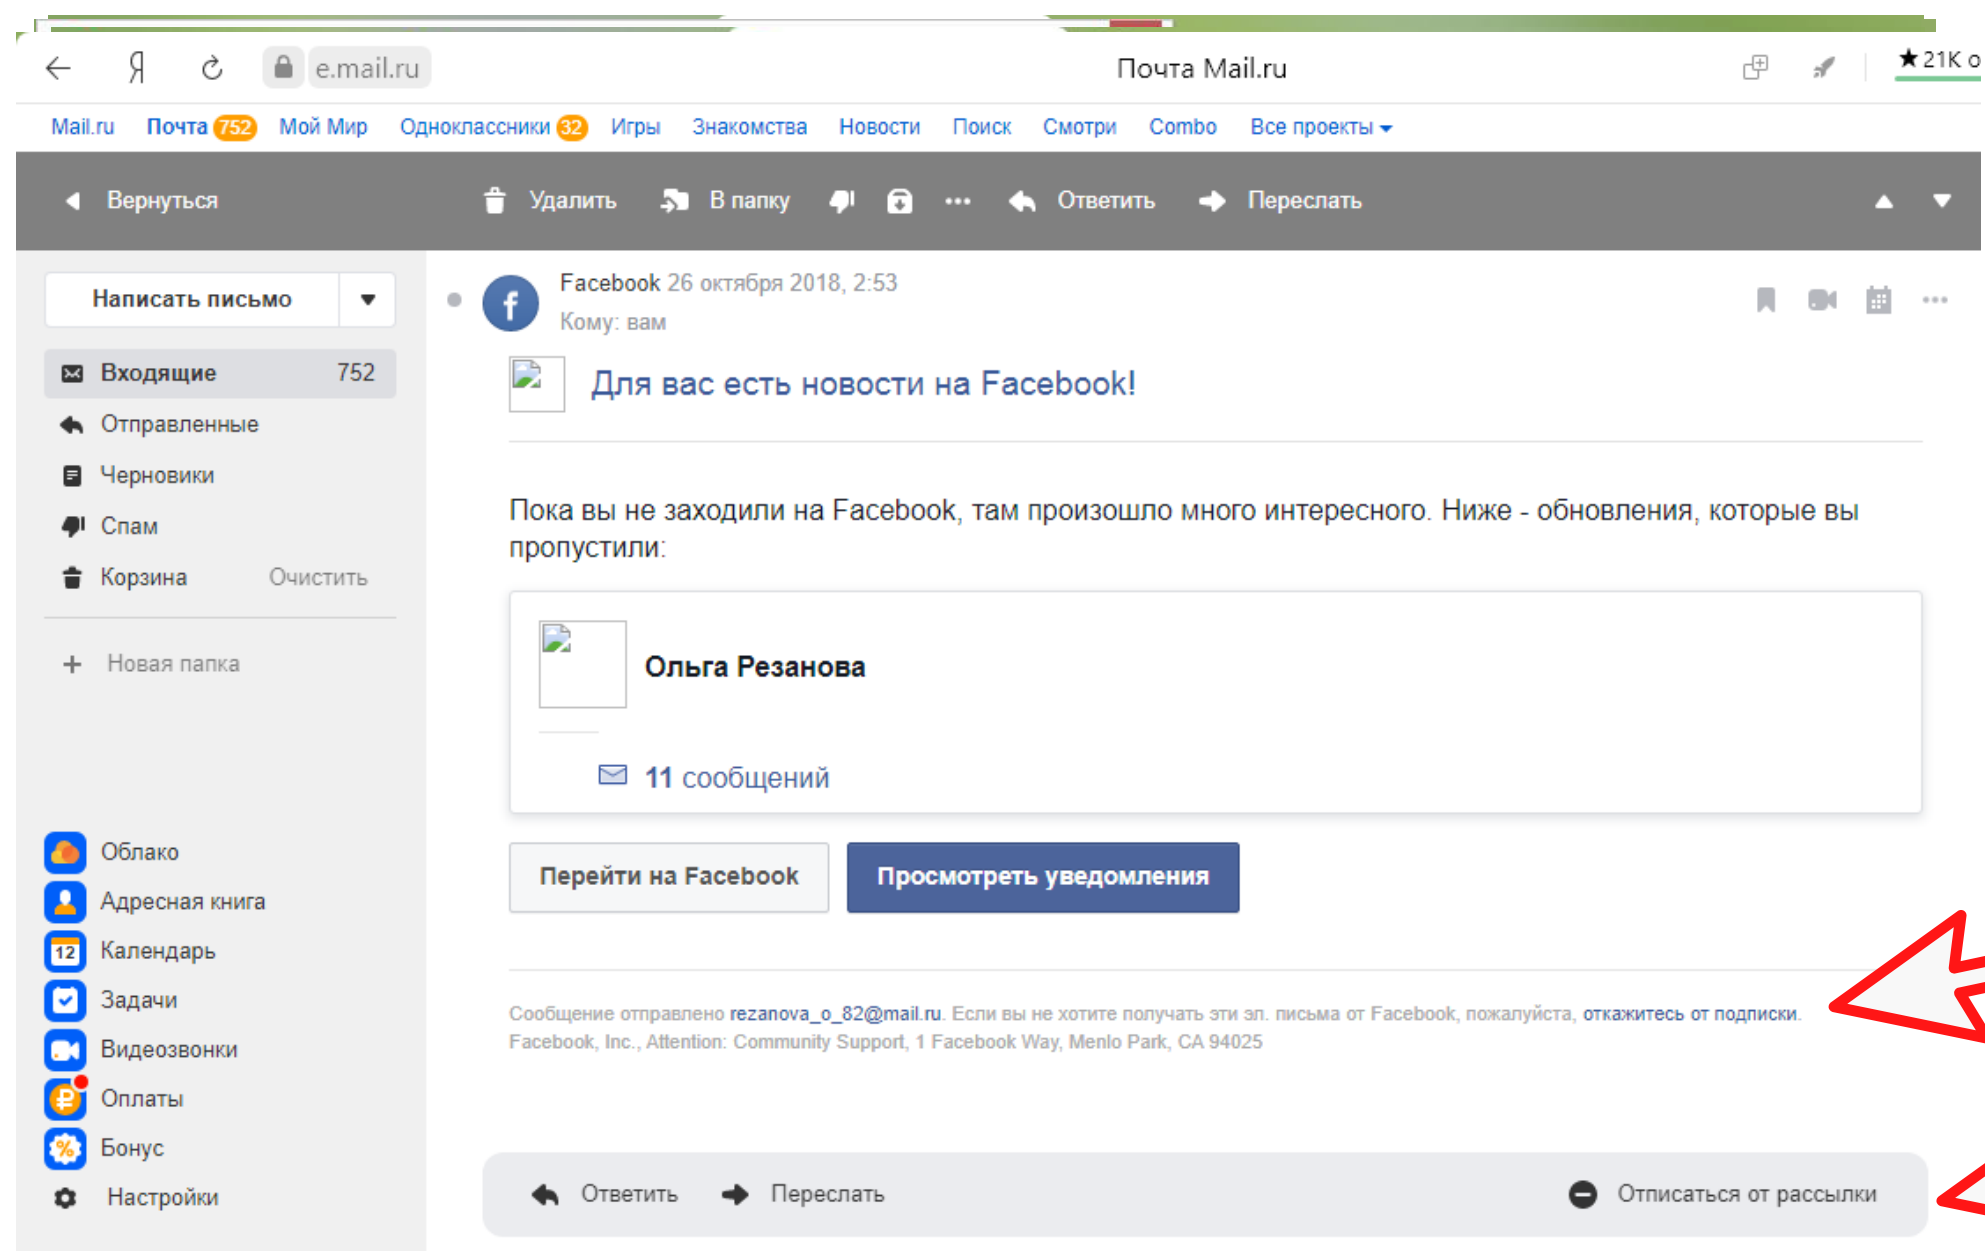 Я e.mail.ru Почта Mail.ru ★21K о
Mail.ru Почта 752 Мой Мир Одноклассники 32 Игры Знакомства Новости Поиск Смотри Combo Все проекты
Вернуться Удалить В папку ... Ответить Переслать
Написать письмо
Входящие 752
Отправленные
Черновики
Спам
Корзина Очистить
+ Новая папка
Облако
Адресная книга
12 Календарь
Задачи
Видеозвонки
₽ Оплаты
% Бонус
Настройки
f Facebook 26 октября 2018, 2:53
Кому: вам
Для вас есть новости на Facebook!
Пока вы не заходили на Facebook, там произошло много интересного. Ниже - обновления, которые вы
пропустили:
Ольга Резанова
11 сообщений
Перейти на Facebook Просмотреть уведомления
Сообщение отправлено rezanova_o_82@mail.ru. Если вы не хотите получать эти эл. письма от Facebook, пожалуйста, откажитесь от подписки.
Facebook, Inc., Attention: Community Support, 1 Facebook Way, Menlo Park, CA 94025
Ответить Переслать Отписаться от рассылки